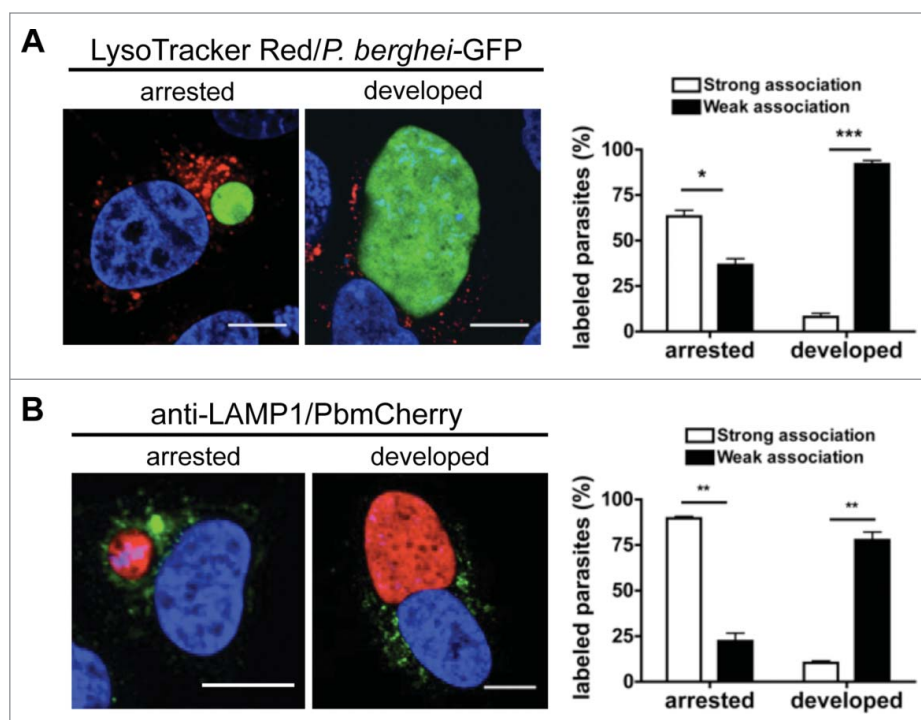 A
LysoTracker Red/P. berghei-GFP
arrested
developed
Strong association
Weak association
labeled parasites (%)
100
75
50
25
0
*
***
arrested
developed
B
anti-LAMP1/PbmCherry
arrested
developed
Strong association
Weak association
labeled parasites (%)
100
75
50
25
0
**
**
arrested
developed